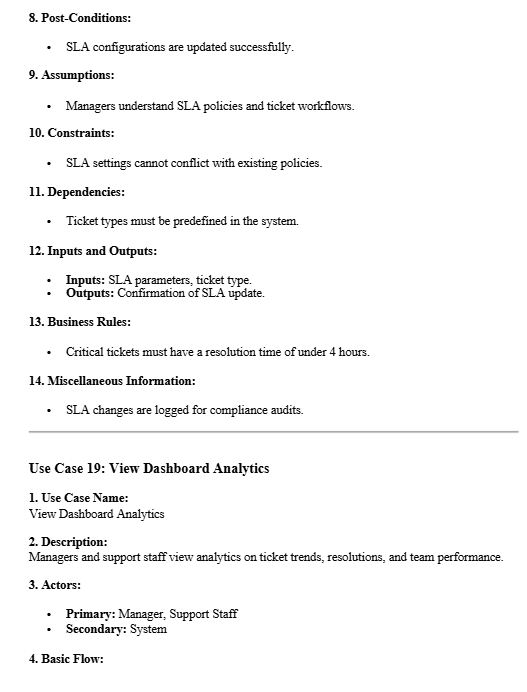 8. Post-Conditions:
• SLA configurations are updated successfully.
9. Assumptions:
• Managers understand SLA policies and ticket workflows.
10. Constraints:
• SLA settings cannot conflict with existing policies.
11. Dependencies:
• Ticket types must be predefined in the system.
12. Inputs and Outputs:
• Inputs: SLA parameters, ticket type.
• Outputs: Confirmation of SLA update.
13. Business Rules:
• Critical tickets must have a resolution time of under 4 hours.
14. Miscellaneous Information:
• SLA changes are logged for compliance audits.
Use Case 19: View Dashboard Analytics
1. Use Case Name:
View Dashboard Analytics
2. Description:
Managers and support staff view analytics on ticket trends, resolutions, and team performance.
3. Actors:
• Primary: Manager, Support Staff
• Secondary: System
4. Basic Flow: